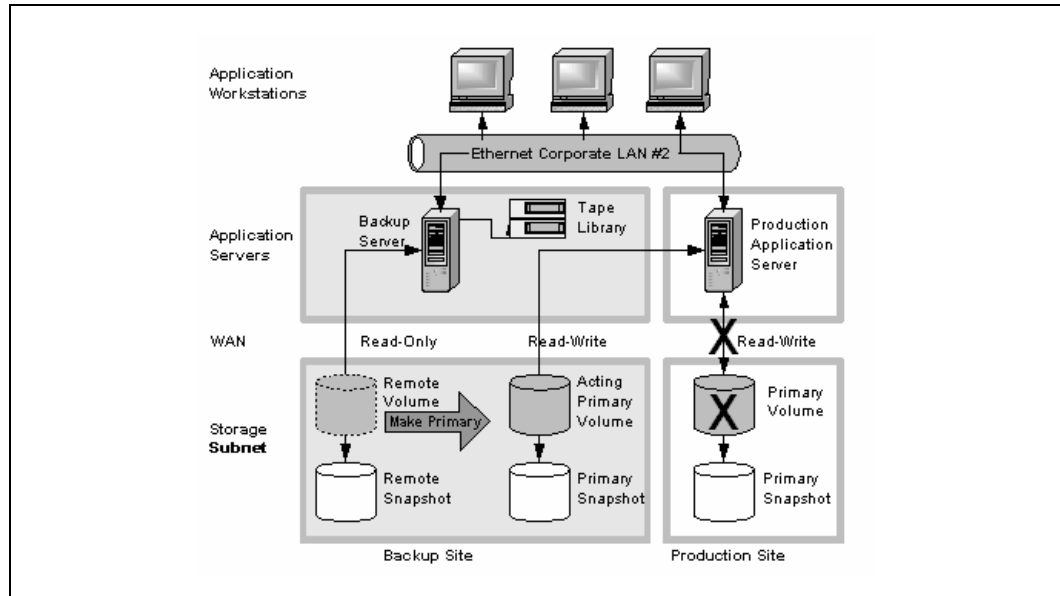 Application
Workstations
Ethernet Corporate LAN #2
Application
Servers
Backup
Server
Tape
Library
Production
Application
Server
WAN
Read-Only
Read-Write
X
Read-Write
Storage
Subnet
Remote
Volume
Make Primary
Acting
Primary
Volume
X
Primary
Volume
Remote
Snapshot
Primary
Snapshot
Primary
Snapshot
Backup Site
Production Site